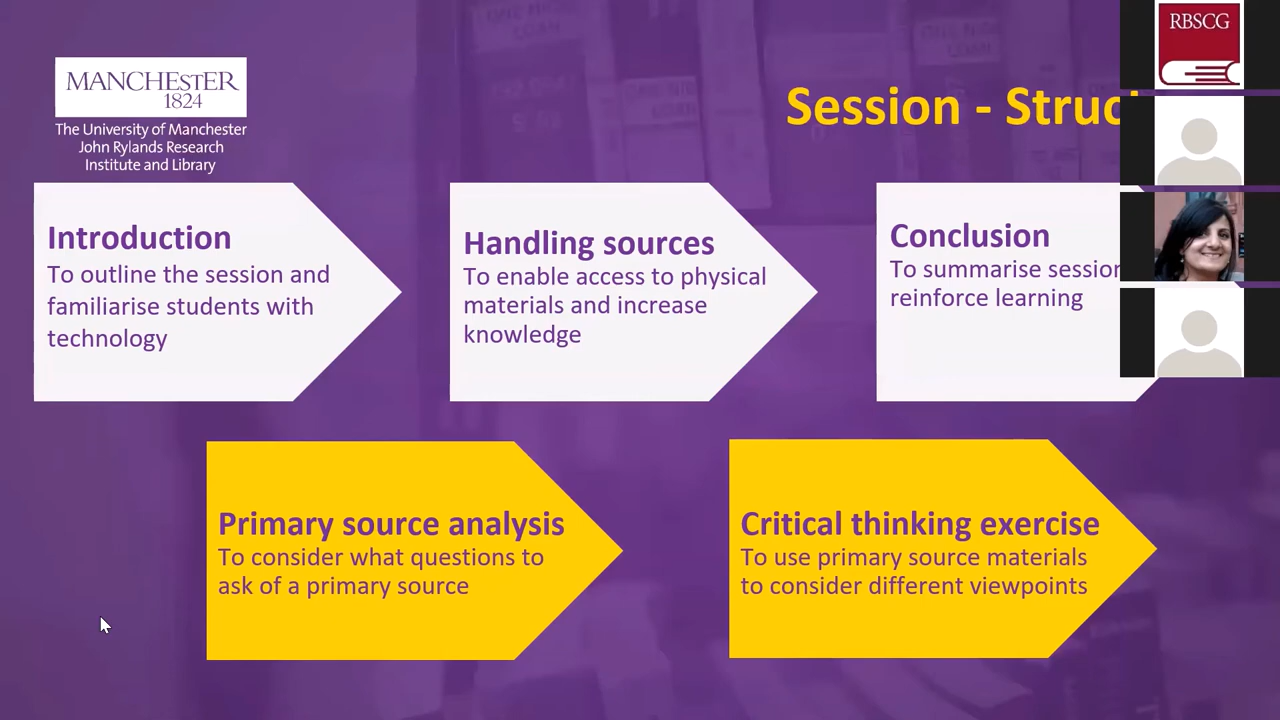 MANCHESTER
1824
The University of Manchester
John Rylands Research
Institute and Library
Session - Struc
RBSCG
Introduction
To outline the session and
familiarise students with
technology
Handling sources
To enable access to physical
materials and increase
knowledge
Conclusion
To summarise session
reinforce learning
Primary source analysis
To consider what questions to
ask of a primary source
Critical thinking exercise
To use primary source materials
to consider different viewpoints